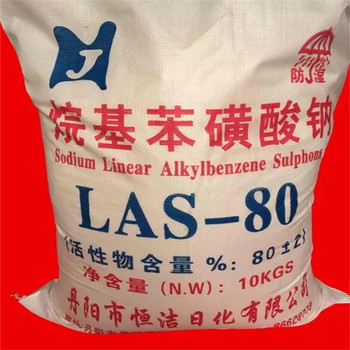 J
防湿
烷基苯磺酸钠
Sodium Linear Alkylbenzene Sulphona
LAS-80
(活性物含量 %: 80±2)
净含量 (N.W): 10KGS
丹阳市恒洁日化有限公司